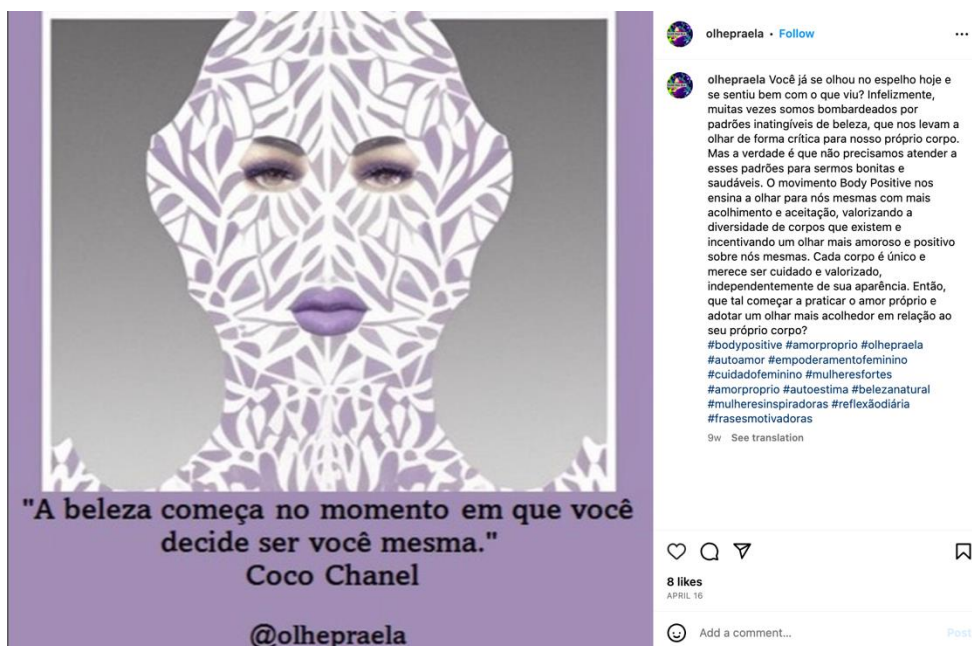 "A beleza começa no momento em que você
decide ser você mesma."
Coco Chanel
@olhepraela
olhepraela • Follow
olhepraela Você já se olhou no espelho hoje e
se sentiu bem com o que viu? Infelizmente,
muitas vezes somos bombardeados por
padrões inatingíveis de beleza, que nos levam a
olhar de forma crítica para nosso próprio corpo.
Mas a verdade é que não precisamos atender a
esses padrões para sermos bonitas e
saudáveis. O movimento Body Positive nos
ensina a olhar para nós mesmas com mais
acolhimento e aceitação, valorizando a
diversidade de corpos que existem e
incentivando um olhar mais amoroso e positivo
sobre nós mesmas. Cada corpo é único e
merece ser cuidado e valorizado,
independentemente de sua aparência. Então,
que tal começar a praticar o amor próprio e
adotar um olhar mais acolhedor em relação ao
seu próprio corpo?
#bodypositive #amorproprio #olhepraela
#autoamor #empoderamentofeminino
#cuidadofeminino #mulheresfortes
#amorproprio #autoestima #belezanatural
#mulheresinspiradoras #reflexãodiária
#frasesmotivadoras
9w See translation
8 likes
APRIL 16
Add a comment...
Post